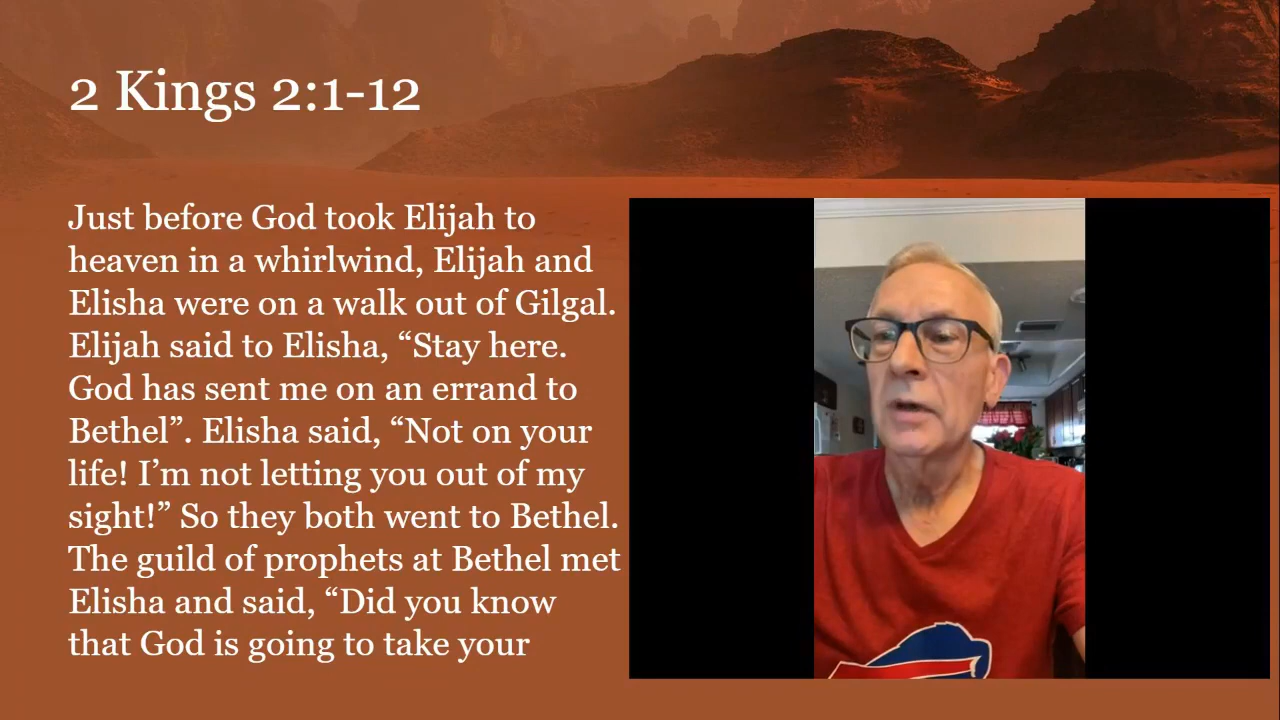 2 Kings 2:1-12
Just before God took Elijah to
heaven in a whirlwind, Elijah and
Elisha were on a walk out of Gilgal.
Elijah said to Elisha, “Stay here.
God has sent me on an errand to
Bethel”. Elisha said, “Not on your
life! I’m not letting you out of my
sight!” So they both went to Bethel.
The guild of prophets at Bethel met
Elisha and said, “Did you know
that God is going to take your